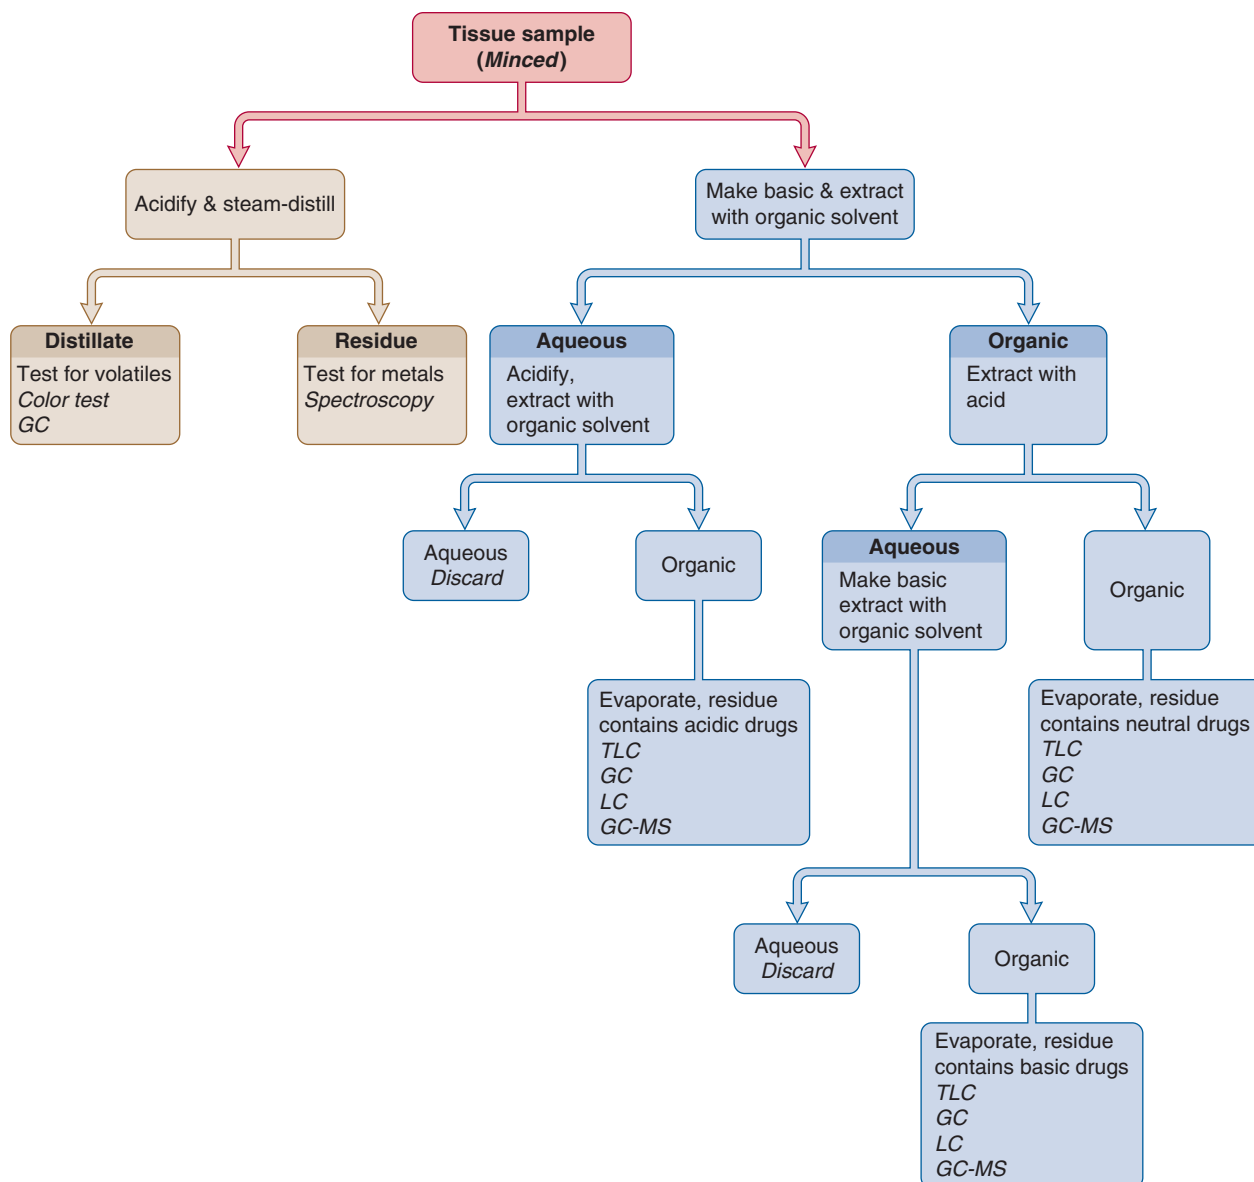 Tissue sample
(Minced)
Acidify & steam-distill
Make basic & extract
with organic solvent
Distillate
Test for volatiles
Color test
GC
Residue
Test for metals
Spectroscopy
Aqueous
Acidify,
extract with
organic solvent
Organic
Extract with
acid
Aqueous
Discard
Organic
Aqueous
Make basic
extract with
organic solvent
Organic
Evaporate, residue
contains acidic drugs
TLC
GC
LC
GC-MS
Evaporate, residue
contains neutral drugs
TLC
GC
LC
GC-MS
Aqueous
Discard
Organic
Evaporate, residue
contains basic drugs
TLC
GC
LC
GC-MS